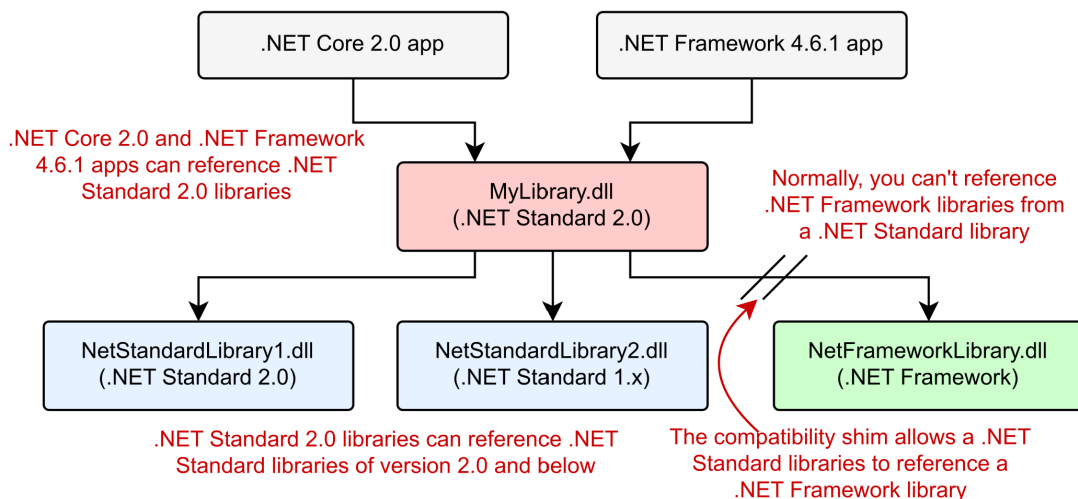 .NET Core 2.0 app
.NET Framework 4.6.1 app
.NET Core 2.0 and .NET Framework
4.6.1 apps can reference .NET
Standard 2.0 libraries
MyLibrary.dll
(.NET Standard 2.0)
Normally, you can't reference
.NET Framework libraries from
a .NET Standard library
NetStandardLibrary1.dll
(.NET Standard 2.0)
NetStandardLibrary2.dll
(.NET Standard 1.x)
NetFrameworkLibrary.dll
(.NET Framework)
.NET Standard 2.0 libraries can reference .NET
Standard libraries of version 2.0 and below
The compatibility shim allows a .NET
Standard libraries to reference a
.NET Framework library